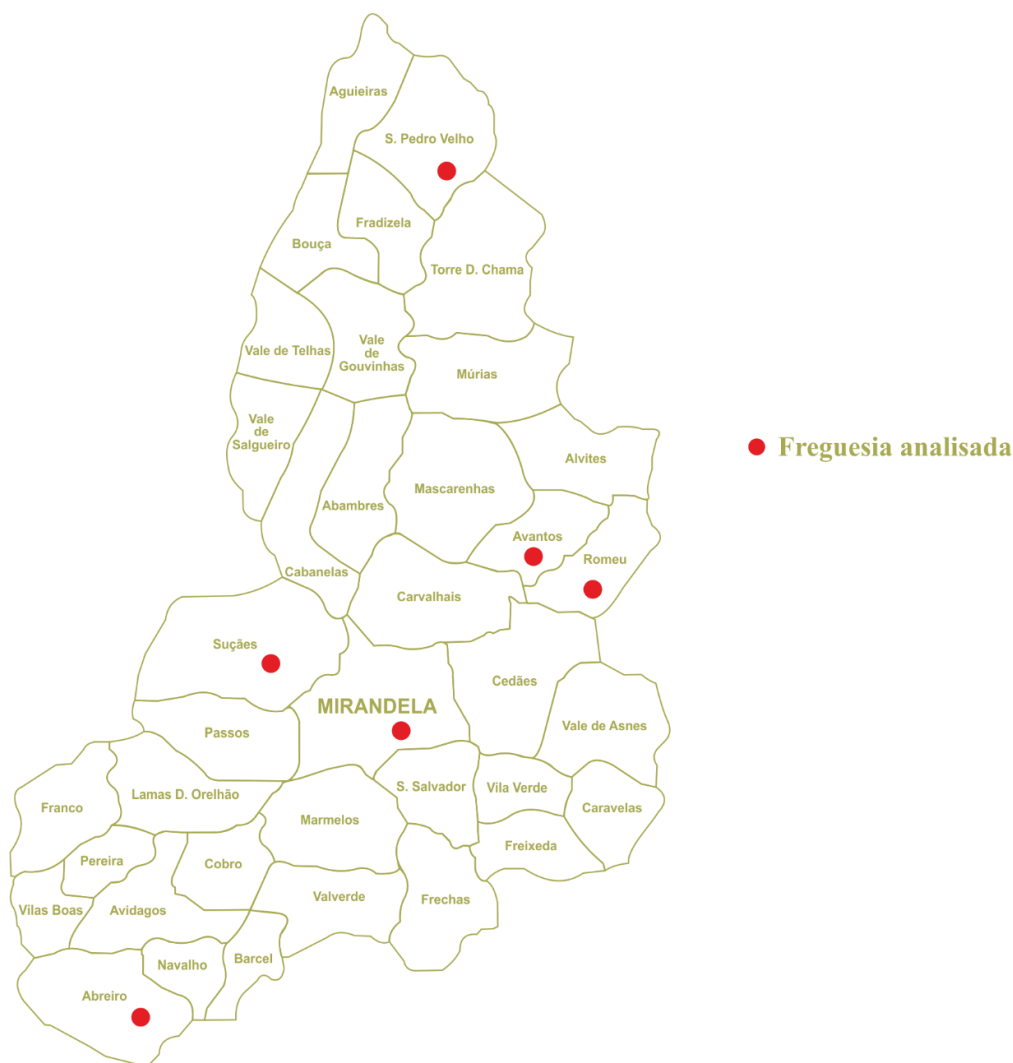 Aguieiras
S. Pedro Velho
Fradizela
Bouça
Torre D. Chama
Vale de Telhas
Vale
de
Gouvinhas
Múrias
Vale
de
Salgueiro
Freguesia analisada
Alvites
Mascarenhas
Abambres
Avantos
Romeu
Cabanelas
Carvalhais
Suçães
Cedães
MIRANDELA
Vale de Asnes
Passos
S. Salvador
Vila Verde
Lamas D. Orelhão
Franco
Caravelas
Marmelos
Freixeda
Pereira
Cobro
Valverde
Frechas
Vilas Boas
Avidagos
Barcel
Navalho
Abreiro